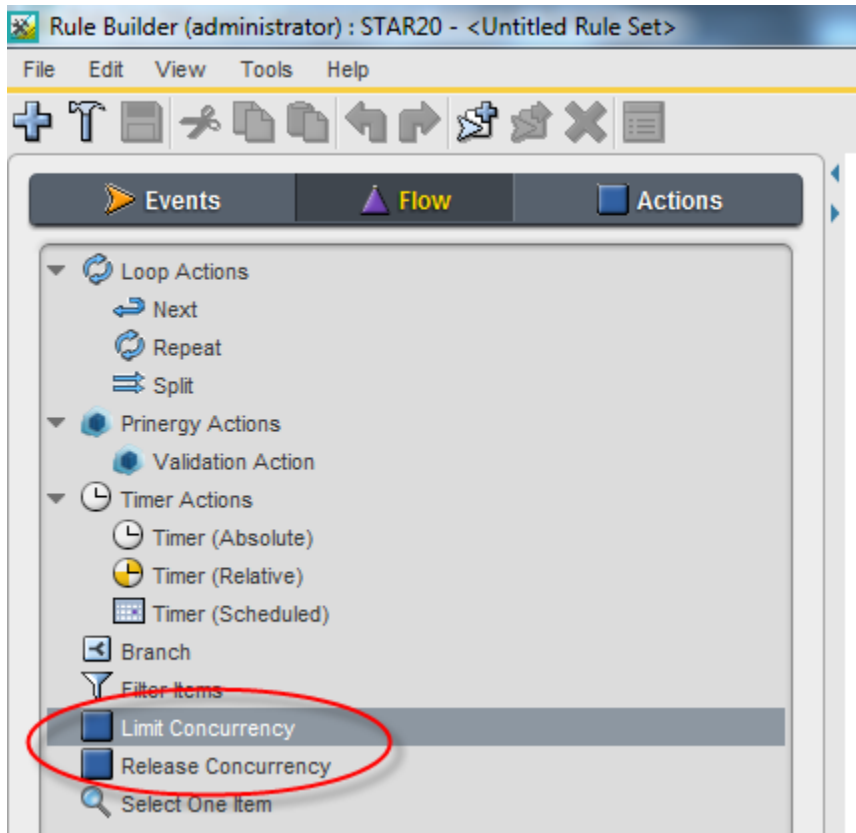 Rule Builder (administrator) : STAR20 - <Untitled Rule Set>
File Edit View Tools Help
Events Flow Actions
Loop Actions
Next
Repeat
Split
Prinergy Actions
Validation Action
Timer Actions
Timer (Absolute)
Timer (Relative)
Timer (Scheduled)
Branch
Filter Items
Limit Concurrency
Release Concurrency
Select One Item